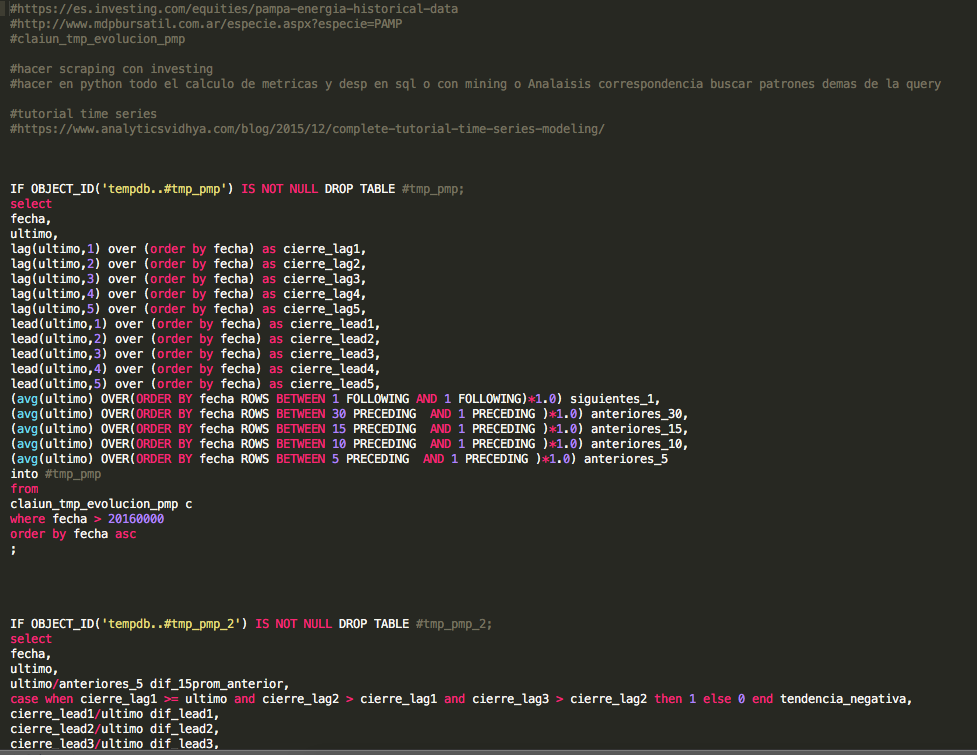 #https://es.investing.com/equities/pampa-energia-historical-data
#http://www.mdpbursatil.com.ar/especie.aspx?especie=PAMP
#claiun_tmp_evolucion_pmp
#hacer scraping con investing
#hacer en python todo el calculo de metricas y desp en sql o con mining o Analaisis correspondencia buscar patrones demas de la query
#tutorial time series
#https://www.analyticsvidhya.com/blog/2015/12/complete-tutorial-time-series-modeling/
IF OBJECT_ID('tempdb..#tmp_pmp') IS NOT NULL DROP TABLE #tmp_pmp;
select
fecha,
ultimo,
lag(ultimo,1) over (order by fecha) as cierre_lag1,
lag(ultimo,2) over (order by fecha) as cierre_lag2,
lag(ultimo,3) over (order by fecha) as cierre_lag3,
lag(ultimo,4) over (order by fecha) as cierre_lag4,
lag(ultimo,5) over (order by fecha) as cierre_lag5,
lead(ultimo,1) over (order by fecha) as cierre_lead1,
lead(ultimo,2) over (order by fecha) as cierre_lead2,
lead(ultimo,3) over (order by fecha) as cierre_lead3,
lead(ultimo,4) over (order by fecha) as cierre_lead4,
lead(ultimo,5) over (order by fecha) as cierre_lead5,
(avg(ultimo) OVER(ORDER BY fecha ROWS BETWEEN 1 FOLLOWING AND 1 FOLLOWING)*1.0) siguientes_1,
(avg(ultimo) OVER(ORDER BY fecha ROWS BETWEEN 30 PRECEDING  AND 1 PRECEDING )*1.0) anteriores_30,
(avg(ultimo) OVER(ORDER BY fecha ROWS BETWEEN 15 PRECEDING  AND 1 PRECEDING )*1.0) anteriores_15,
(avg(ultimo) OVER(ORDER BY fecha ROWS BETWEEN 10 PRECEDING  AND 1 PRECEDING )*1.0) anteriores_10,
(avg(ultimo) OVER(ORDER BY fecha ROWS BETWEEN 5 PRECEDING  AND 1 PRECEDING )*1.0) anteriores_5
into #tmp_pmp
from
claiun_tmp_evolucion_pmp c
where fecha > 20160000
order by fecha asc
;
IF OBJECT_ID('tempdb..#tmp_pmp_2') IS NOT NULL DROP TABLE #tmp_pmp_2;
select
fecha,
ultimo,
ultimo/anteriores_5 dif_15prom_anterior,
case when cierre_lag1 >= ultimo and cierre_lag2 > cierre_lag1 and cierre_lag3 > cierre_lag2 then 1 else 0 end tendencia_negativa,
cierre_lead1/ultimo dif_lead1,
cierre_lead2/ultimo dif_lead2,
cierre_lead3/ultimo dif_lead3,